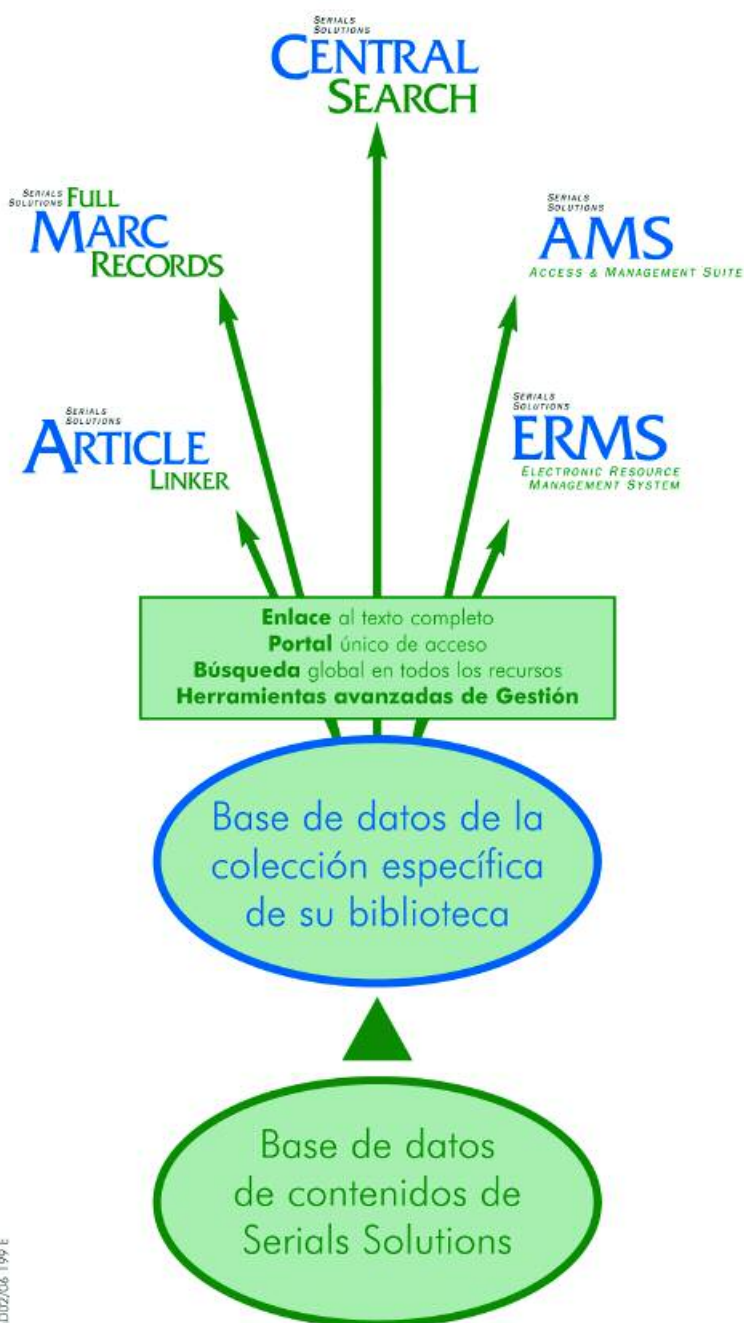 SERIALS
SOLUTIONS
CENTRAL
SEARCH
SERIALS
SOLUTIONS FULL
MARC
RECORDS
SERIALS
SOLUTIONS
AMS
ACCESS & MANAGEMENT SUITE
SERIALS
SOLUTIONS
ARTICLE
LINKER
SERIALS
SOLUTIONS
ERMS
ELECTRONIC RESOURCE
MANAGEMENT SYSTEM
Enlace al texto completo
Portal único de acceso
Búsqueda global en todos los recursos
Herramientas avanzadas de Gestión
Base de datos de la
colección específica
de su biblioteca
Base de datos
de contenidos de
Serials Solutions